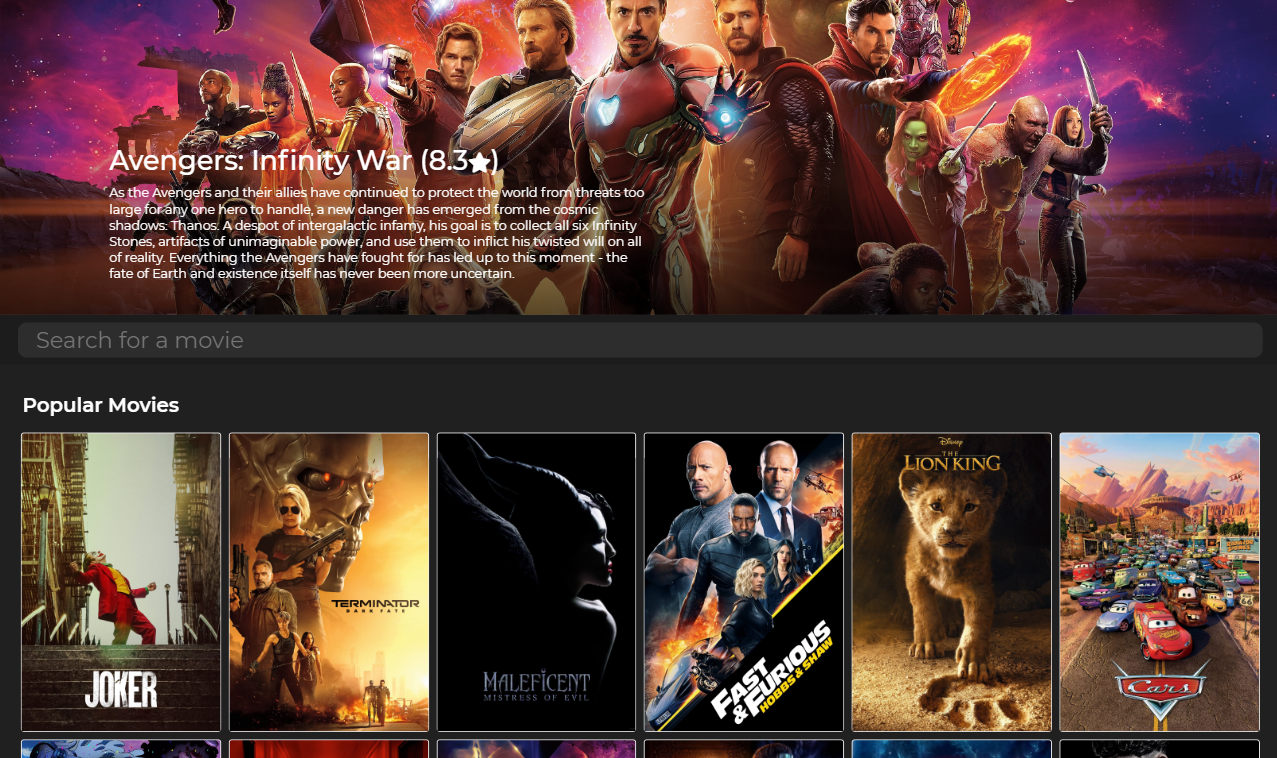 Avengers: Infinity War (8.3★)
As the Avengers and their allies have continued to protect the world from threats too
large for any one hero to handle, a new danger has emerged from the cosmic
shadows: Thanos. A despot of intergalactic infamy, his goal is to collect all six Infinity
Stones, artifacts of unimaginable power, and use them to inflict his twisted will on all
of reality. Everything the Avengers have fought for has led up to this moment - the
fate of Earth and existence itself has never been more uncertain.
Search for a movie
Popular Movies
JOKER
TERMINATOR
DARK FATE
MALEFICENT
MISTRESS OF EVIL
FAST
& FURIOUS
HOBBS & SHAW
Disney
THE
LION KING
Cars